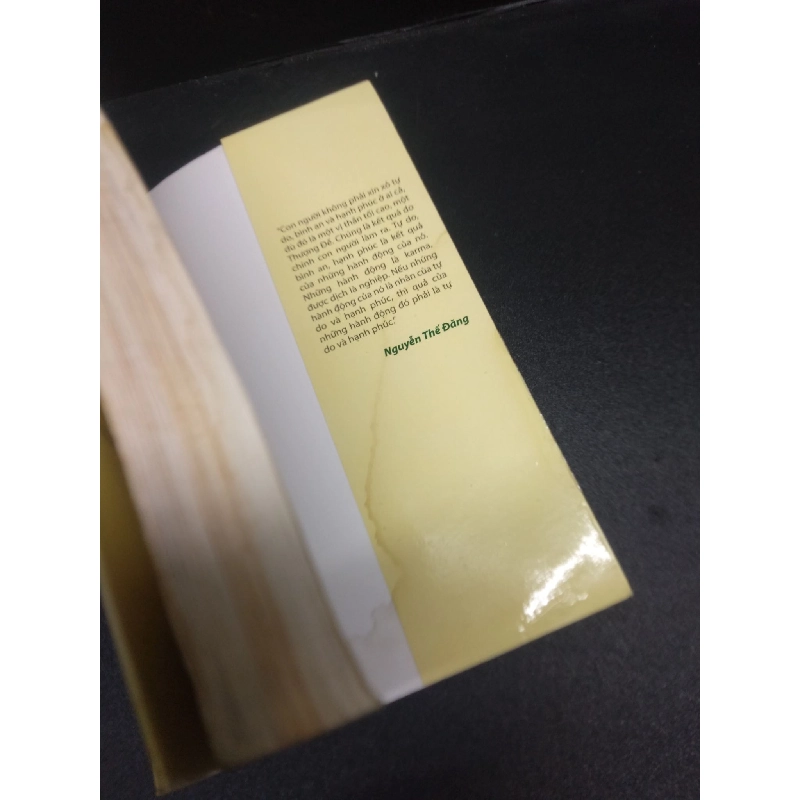 "Con người không phải xin xỏ tự
do, bình an và hạnh phúc ở ai cả,
dù đó là một vị thần tối cao, một
Thượng Đế. Chúng là kết quả do
chính con người làm ra. Tự do,
bình an, hạnh phúc là kết quả
của những hành động của nó.
Những hành động là karma,
được dịch là nghiệp. Nếu những
hành động của nó là nhân của tự
do và hạnh phúc, thì quả của
những hành động đó phải là tự
do và hạnh phúc."
Nguyễn Thế Đăng